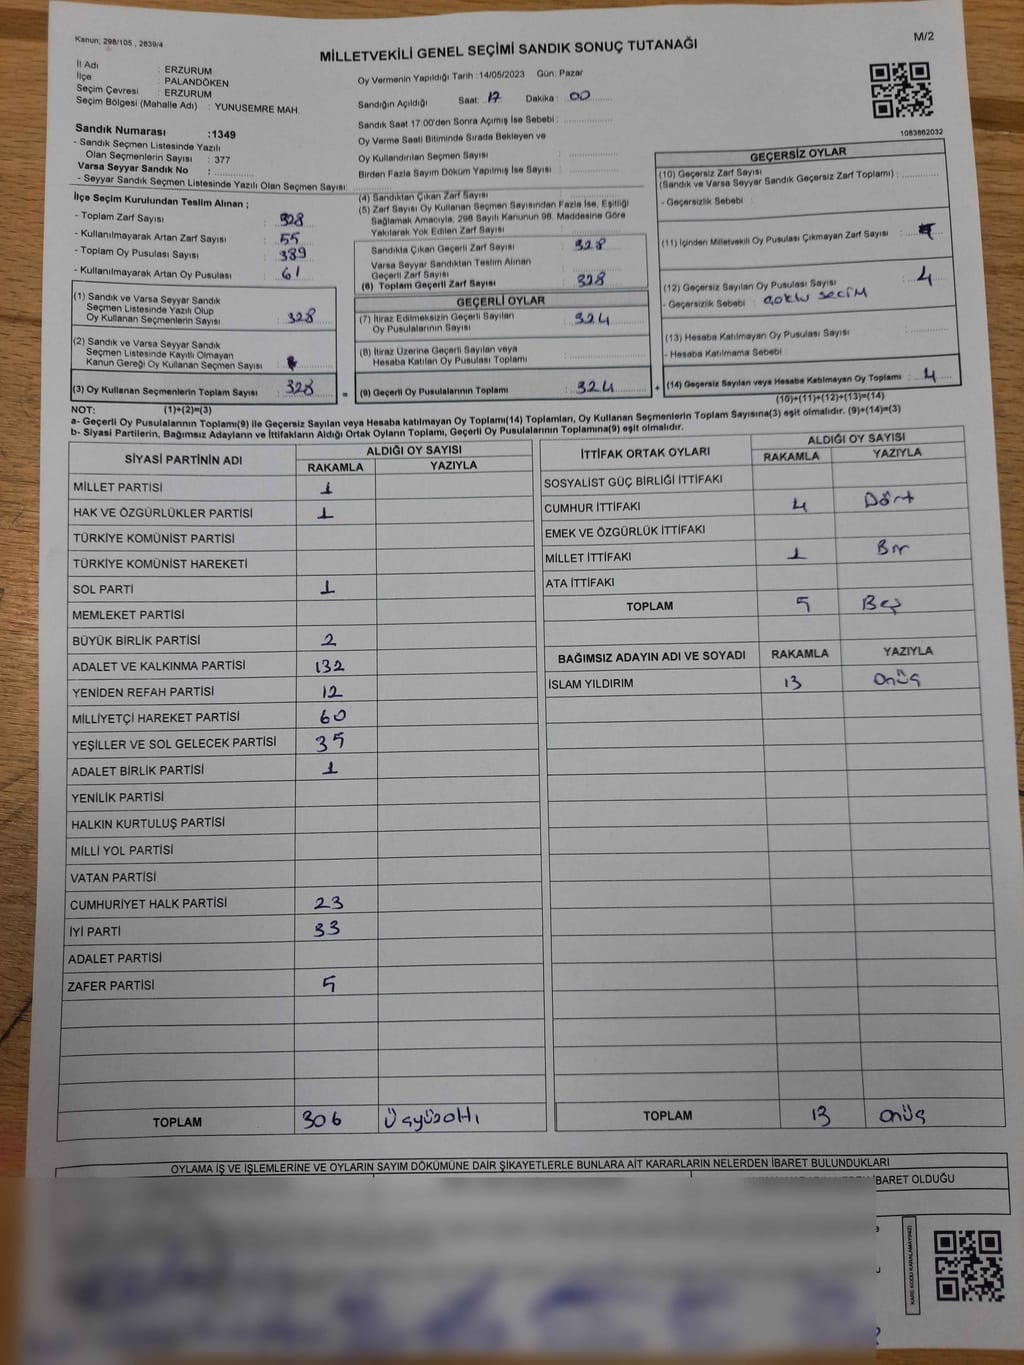 Kanun, 298/105 , 2839/4
M/2
MİLLETVEKİLİ GENEL SEÇİMİ SANDIK SONUÇ TUTANAĞI
İl Adı : ERZURUM
İlçe : PALANDÖKEN
Seçim Çevresi : ERZURUM
Seçim Bölgesi (Mahalle Adı) : YUNUSEMRE MAH.
Oy Vermenin Yapıldığı Tarih : 14/05/2023 Gün: Pazar
Sandığın Açıldığı Saat: 17 Dakika : 00
Sandık Saat 17.00'den Sonra Açımış İse Sebebi :
Oy Verme Saati Bitiminde Sırada Bekleyen ve
Oy Kullandırılan Seçmen Sayısı :
Birden Fazla Sayım Döküm Yapılmış İse Sayısı :
1083662032
Sandık Numarası :1349
- Sandık Seçmen Listesinde Yazılı
Olan Seçmenlerin Sayısı : 377
Varsa Seyyar Sandık No :
- Seyyar Sandık Seçmen Listesinde Yazılı Olan Seçmen Sayısı:
İlçe Seçim Kurulundan Teslim Alınan ;
- Toplam Zarf Sayısı : 328
- Kullanılmayarak Artan Zarf Sayısı : 55
- Toplam Oy Pusulası Sayısı : 389
- Kullanılmayarak Artan Oy Pusulası : 61
(1) Sandık ve Varsa Seyyar Sandık
Seçmen Listesinde Yazılı Olup
Oy Kullanan Seçmenlerin Sayısı : 328
(2) Sandık ve Varsa Seyyar Sandık
Seçmen Listesinde Kayıtlı Olmayan
Kanun Gereği Oy Kullanan Seçmen Sayısı :
(3) Oy Kullanan Seçmenlerin Toplam Sayısı : 328
(4) Sandıktan Çıkan Zarf Sayısı :
(5) Zarf Sayısı Oy Kullanan Seçmen Sayısından Fazla İse, Eşitliği
Sağlamak Amacıyla, 298 Sayılı Kanunun 98. Maddesine Göre
Yakılarak Yok Edilen Zarf Sayısı :
Sandıkta Çıkan Geçerli Zarf Sayısı : 328
Varsa Seyyar Sandıktan Teslim Alınan
Geçerli Zarf Sayısı :
(6) Toplam Geçerli Zarf Sayısı : 328
GEÇERLİ OYLAR
(7) İtiraz Edilmeksizin Geçerli Sayılan
Oy Pusulalarının Sayısı : 324
(8) İtiraz Üzerine Geçerli Sayılan veya
Hesaba Katılan Oy Pusulası Toplamı :
= (9) Geçerli Oy Pusulalarının Toplamı : 324
GEÇERSİZ OYLAR
(10) Geçersiz Zarf Sayısı
(Sandık ve Varsa Seyyar Sandık Geçersiz Zarf Toplamı) :
- Geçersizlik Sebebi :
(11) İçinden Milletvekili Oy Pusulası Çıkmayan Zarf Sayısı :
(12) Geçersiz Sayılan Oy Pusulası Sayısı : 4
- Geçersizlik Sebebi : çoklu seçim
(13) Hesaba Katılmayan Oy Pusulası Sayısı :
- Hesaba Katılmama Sebebi :
+ (14) Geçersiz Sayılan veya Hesaba Katılmayan Oy Toplamı : 4
NOT: (1)+(2)=(3)
(10)+(11)+(12)+(13)=(14)
a- Geçerli Oy Pusulalarının Toplamı(9) ile Geçersiz Sayılan veya Hesaba katılmayan Oy Toplamı(14) Toplamları, Oy Kullanan Seçmenlerin Toplam Sayısına(3) eşit olmalıdır. (9)+(14)=(3)
b- Siyasi Partilerin, Bağımsız Adayların ve İttifakların Aldığı Ortak Oyların Toplamı, Geçerli Oy Pusulalarının Toplamına(9) eşit olmalıdır.
SİYASİ PARTİNİN ADI ALDIĞI OY SAYISI
RAKAMLA YAZIYLA
MİLLET PARTİSİ 1
HAK VE ÖZGÜRLÜKLER PARTİSİ 1
TÜRKİYE KOMÜNİST PARTİSİ
TÜRKİYE KOMÜNİST HAREKETİ
SOL PARTİ 1
MEMLEKET PARTİSİ
BÜYÜK BİRLİK PARTİSİ 2
ADALET VE KALKINMA PARTİSİ 132
YENİDEN REFAH PARTİSİ 12
MİLLİYETÇİ HAREKET PARTİSİ 60
YEŞİLLER VE SOL GELECEK PARTİSİ 35
ADALET BİRLİK PARTİSİ 1
YENİLİK PARTİSİ
HALKIN KURTULUŞ PARTİSİ
MİLLİ YOL PARTİSİ
VATAN PARTİSİ
CUMHURİYET HALK PARTİSİ 23
İYİ PARTİ 33
ADALET PARTİSİ
ZAFER PARTİSİ 5
TOPLAM 306 Üçyüzaltı
İTTİFAK ORTAK OYLARI ALDIĞI OY SAYISI
RAKAMLA YAZIYLA
SOSYALİST GÜÇ BİRLİĞİ İTTİFAKI
CUMHUR İTTİFAKI 4 Dört
EMEK VE ÖZGÜRLÜK İTTİFAKI
MİLLET İTTİFAKI 1 Bir
ATA İTTİFAKI
TOPLAM 5 Beş
BAĞIMSIZ ADAYIN ADI VE SOYADI RAKAMLA YAZIYLA
İSLAM YILDIRIM 13 Onüç
TOPLAM 13 Onüç
OYLAMA İŞ VE İŞLEMLERİNE VE OYLARIN SAYIM DÖKÜMÜNE DAİR ŞİKAYETLERLE BUNLARA AİT KARARLARIN NELERDEN İBARET BULUNDUKLARI
İBARET OLDUĞU
KARE KODU KARALAMAYINIZ!